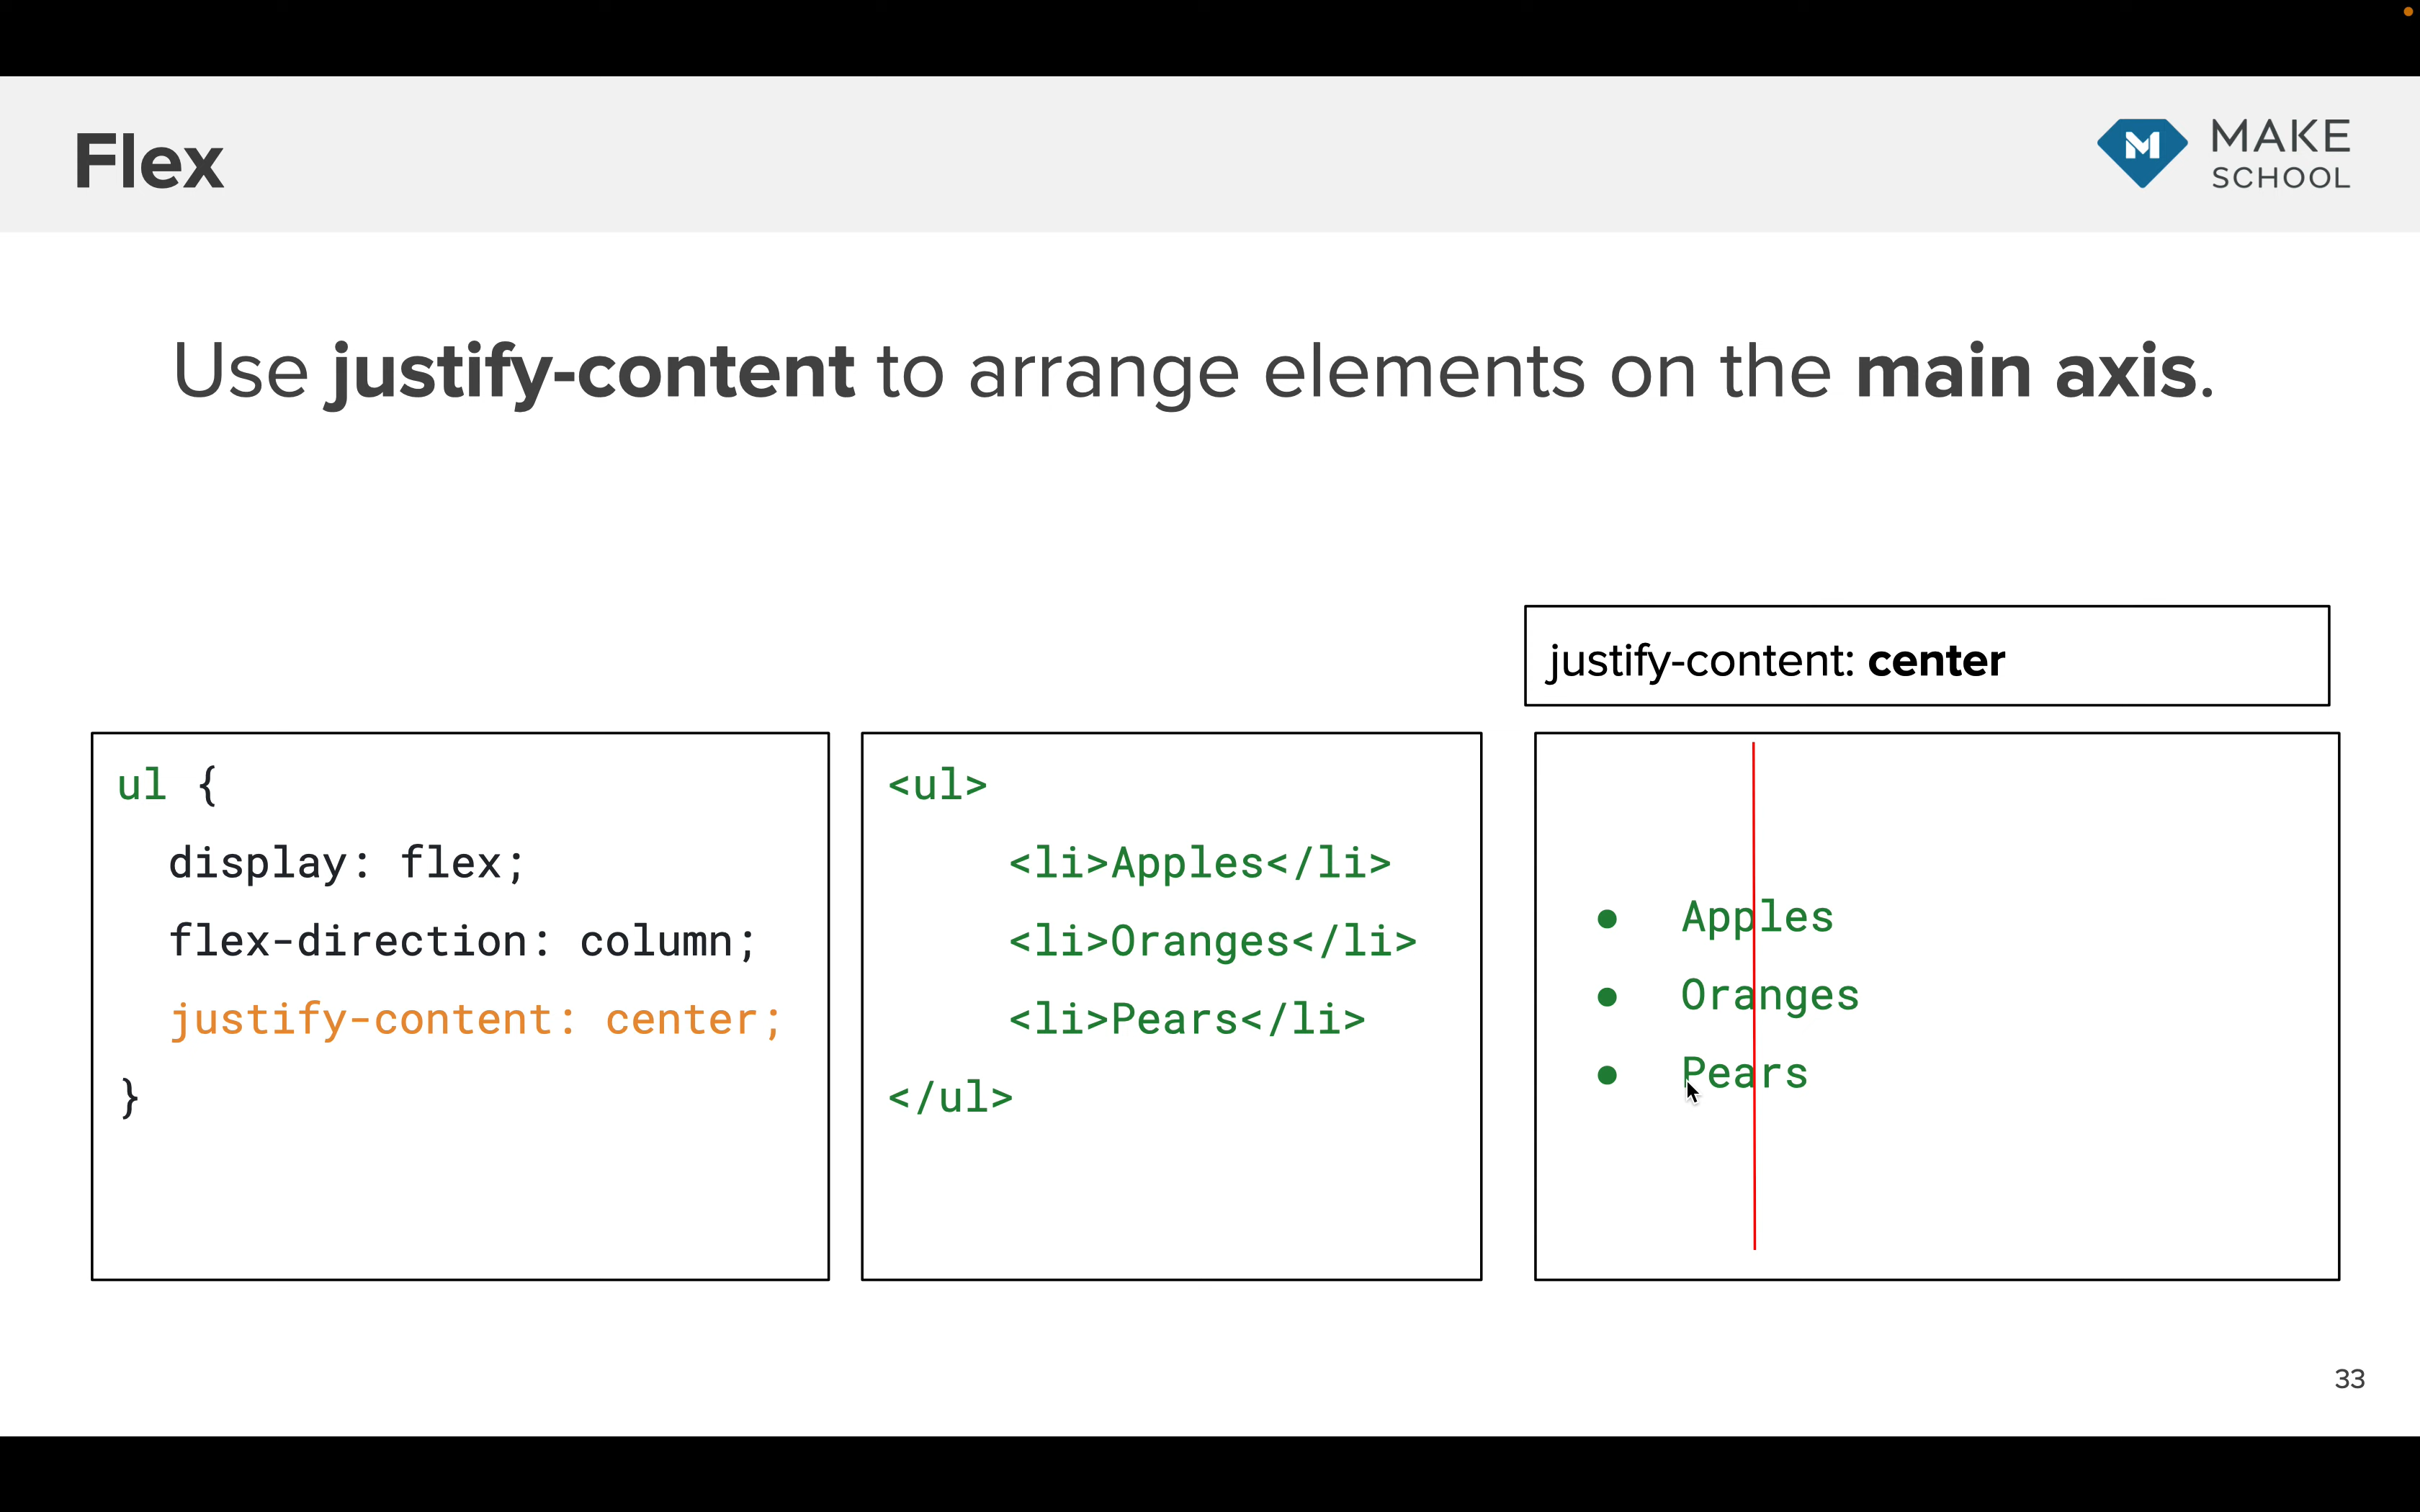 Flex
MAKE
SCHOOL
Use justify-content to arrange elements on the main axis.
justify-content: center
ul {
display: flex;
flex-direction: column;
justify-content: center;
}
<ul>
<li>Apples</li>
<li>Oranges</li>
<li>Pears</li>
</ul>
● Apples
● Oranges
● Pears
33